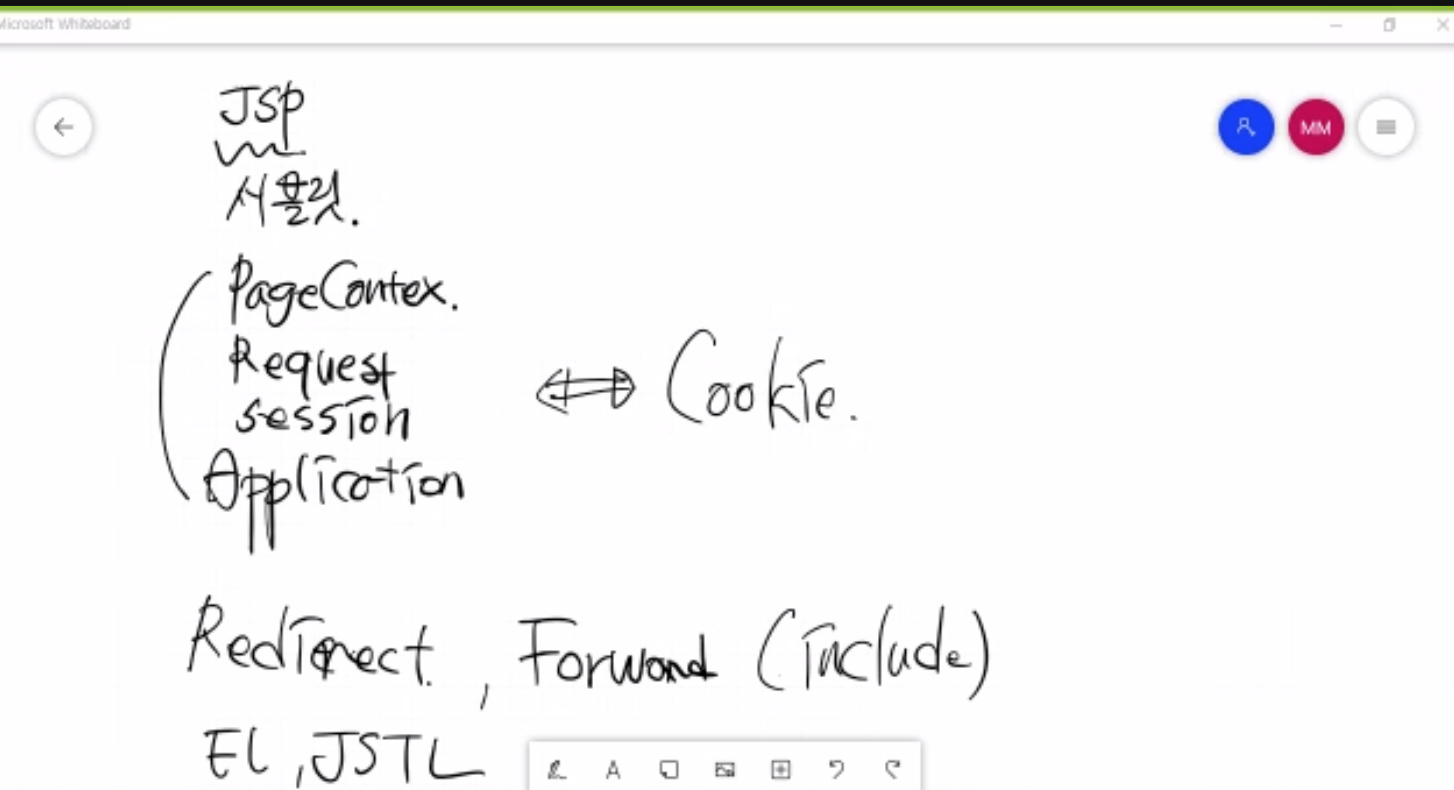 Microsoft Whiteboard
JSP
서블릿.
MM
PageContex.
Request
session
Application
⇔ Cookie.
Redirect, Forward (include)
EL, JSTL
A